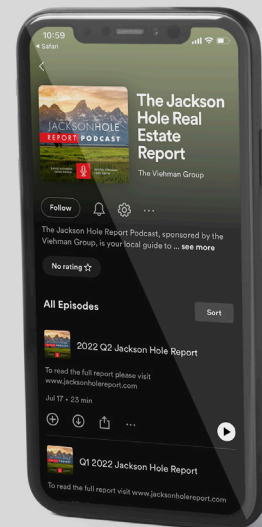 10:59
Safari
JACKSON HOLE
REPORT PODCAST
The Jackson
Hole Real
Estate
Report
The Viehman Group
Follow
The Jackson Hole Report Podcast, sponsored by the
Viehman Group, is your local guide to ... see more
No rating
All Episodes
Sort
2022 Q2 Jackson Hole Report
To read the full report please visit
www.jacksonholereport.com
Jul 17 • 23 min
Q1 2022 Jackson Hole Report
To read the full report visit www.jacksonholereport.com